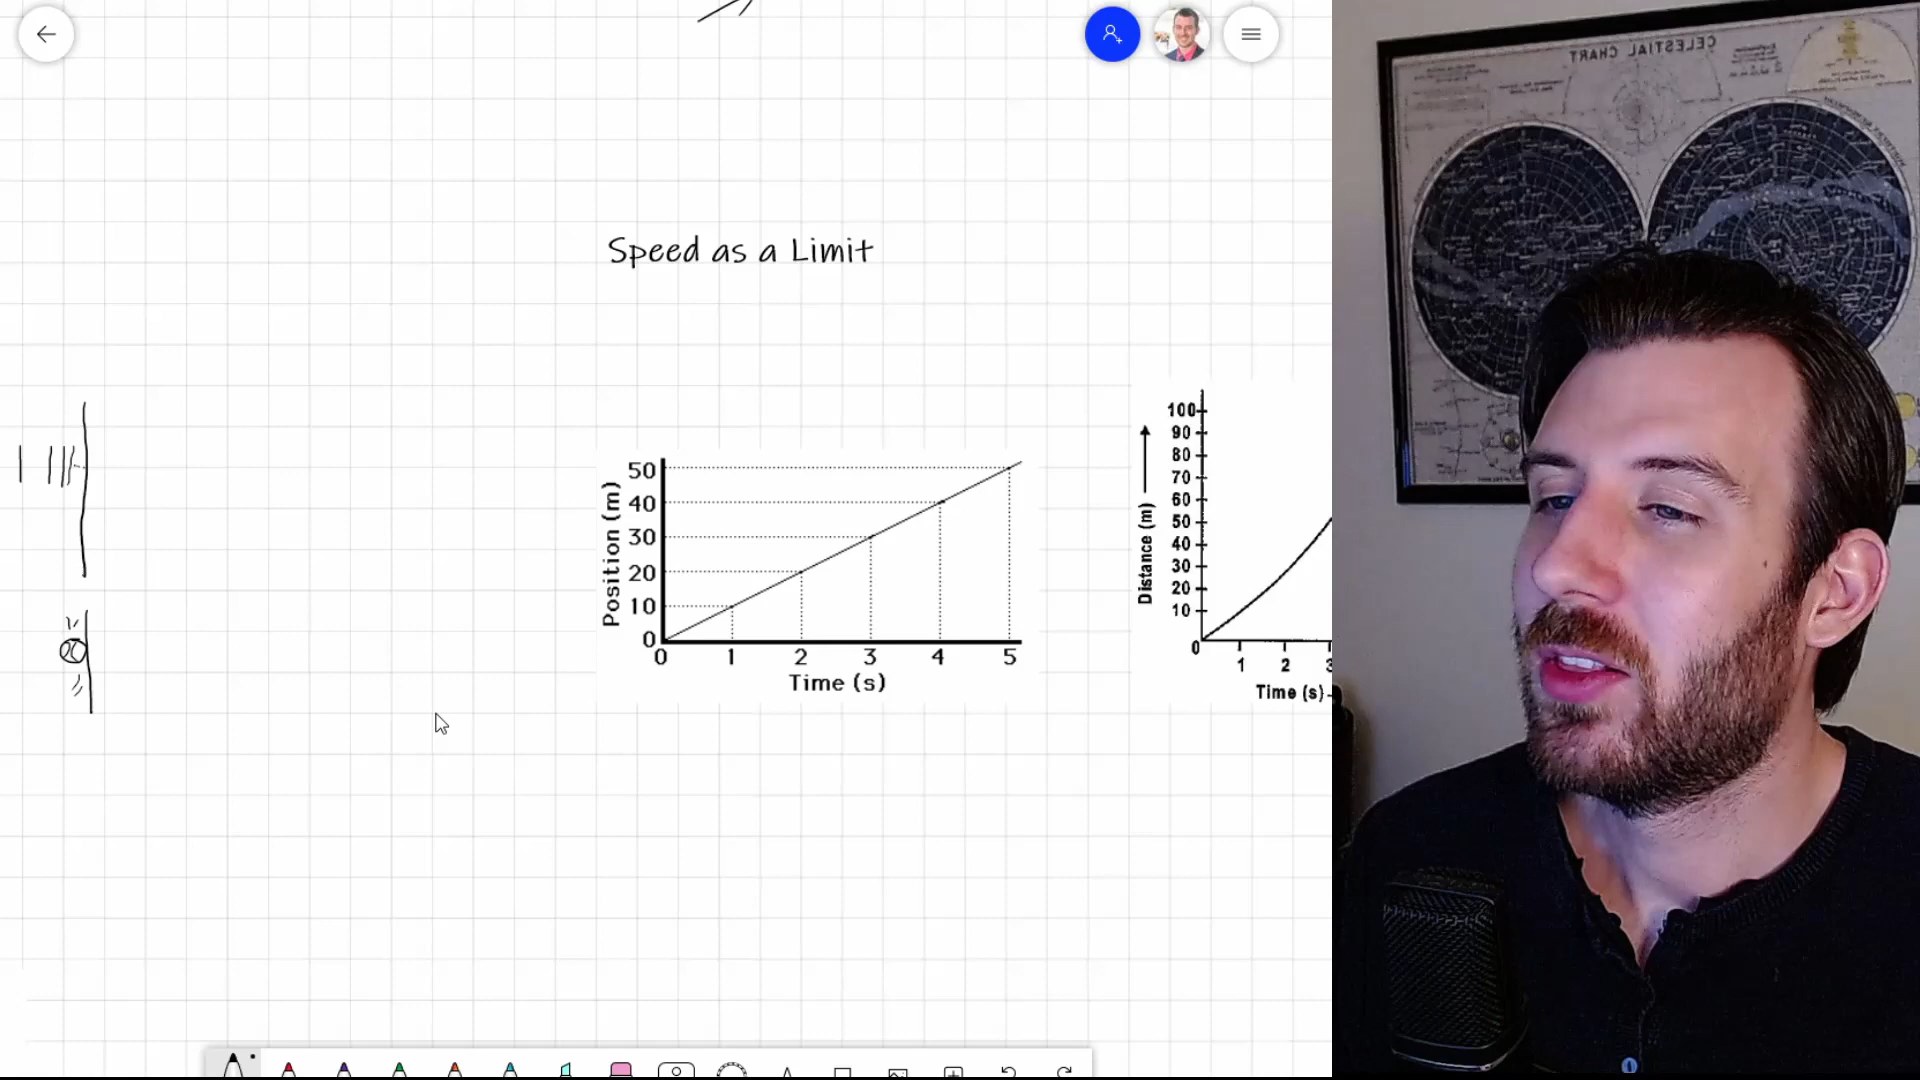 CELESTIAL CHART
Speed as a Limit
50
40
30
20
10
0
Position (m)
0 1 2 3 4 5
Time (s)
100
90
80
70
60
50
40
30
20
10
0
Distance (m)
1 2 3
Time (s)